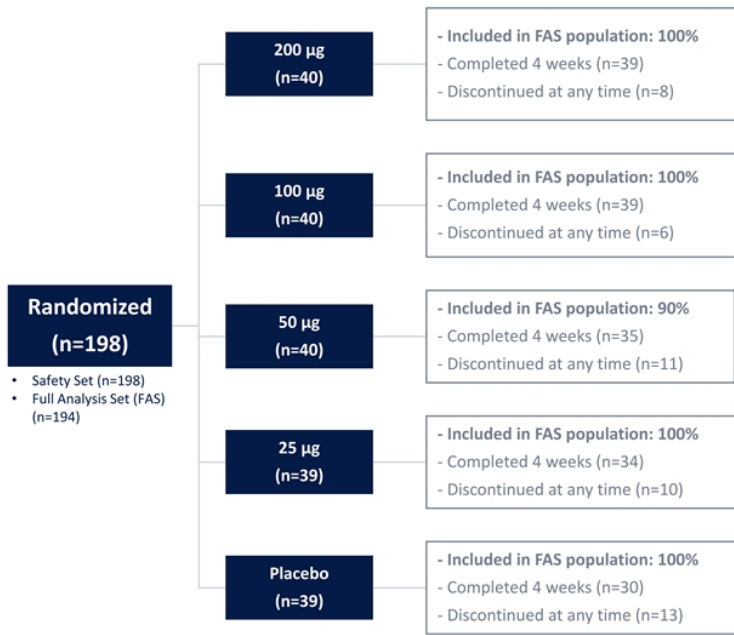 200 µg
(n=40)
- Included in FAS population: 100%
- Completed 4 weeks (n=39)
- Discontinued at any time (n=8)
100 µg
(n=40)
- Included in FAS population: 100%
- Completed 4 weeks (n=39)
- Discontinued at any time (n=6)
Randomized
(n=198)
• Safety Set (n=198)
• Full Analysis Set (FAS)
(n=194)
50 µg
(n=40)
- Included in FAS population: 90%
- Completed 4 weeks (n=35)
- Discontinued at any time (n=11)
25 µg
(n=39)
- Included in FAS population: 100%
- Completed 4 weeks (n=34)
- Discontinued at any time (n=10)
Placebo
(n=39)
- Included in FAS population: 100%
- Completed 4 weeks (n=30)
- Discontinued at any time (n=13)